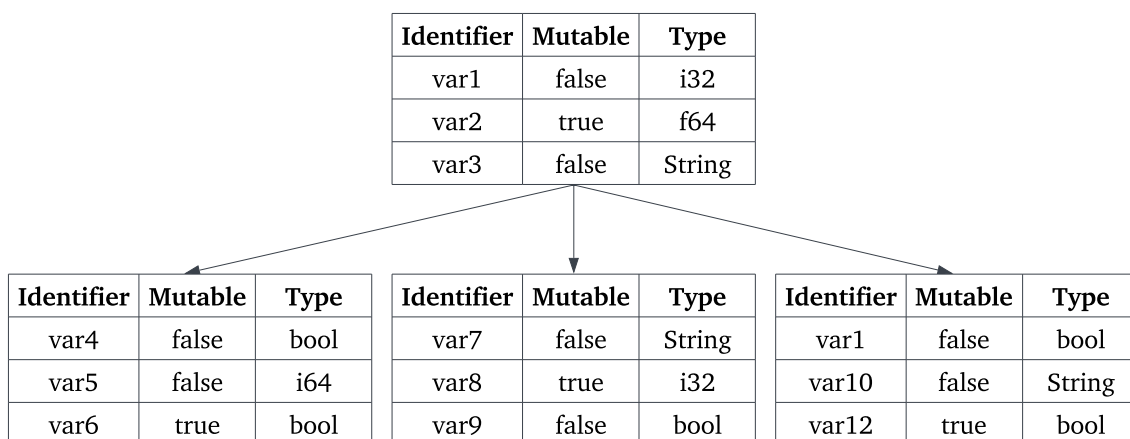 Identifier Mutable Type
var1 false i32
var2 true f64
var3 false String
Identifier Mutable Type
var4 false bool
var5 false i64
var6 true bool
Identifier Mutable Type
var7 false String
var8 true i32
var9 false bool
Identifier Mutable Type
var1 false bool
var10 false String
var12 true bool